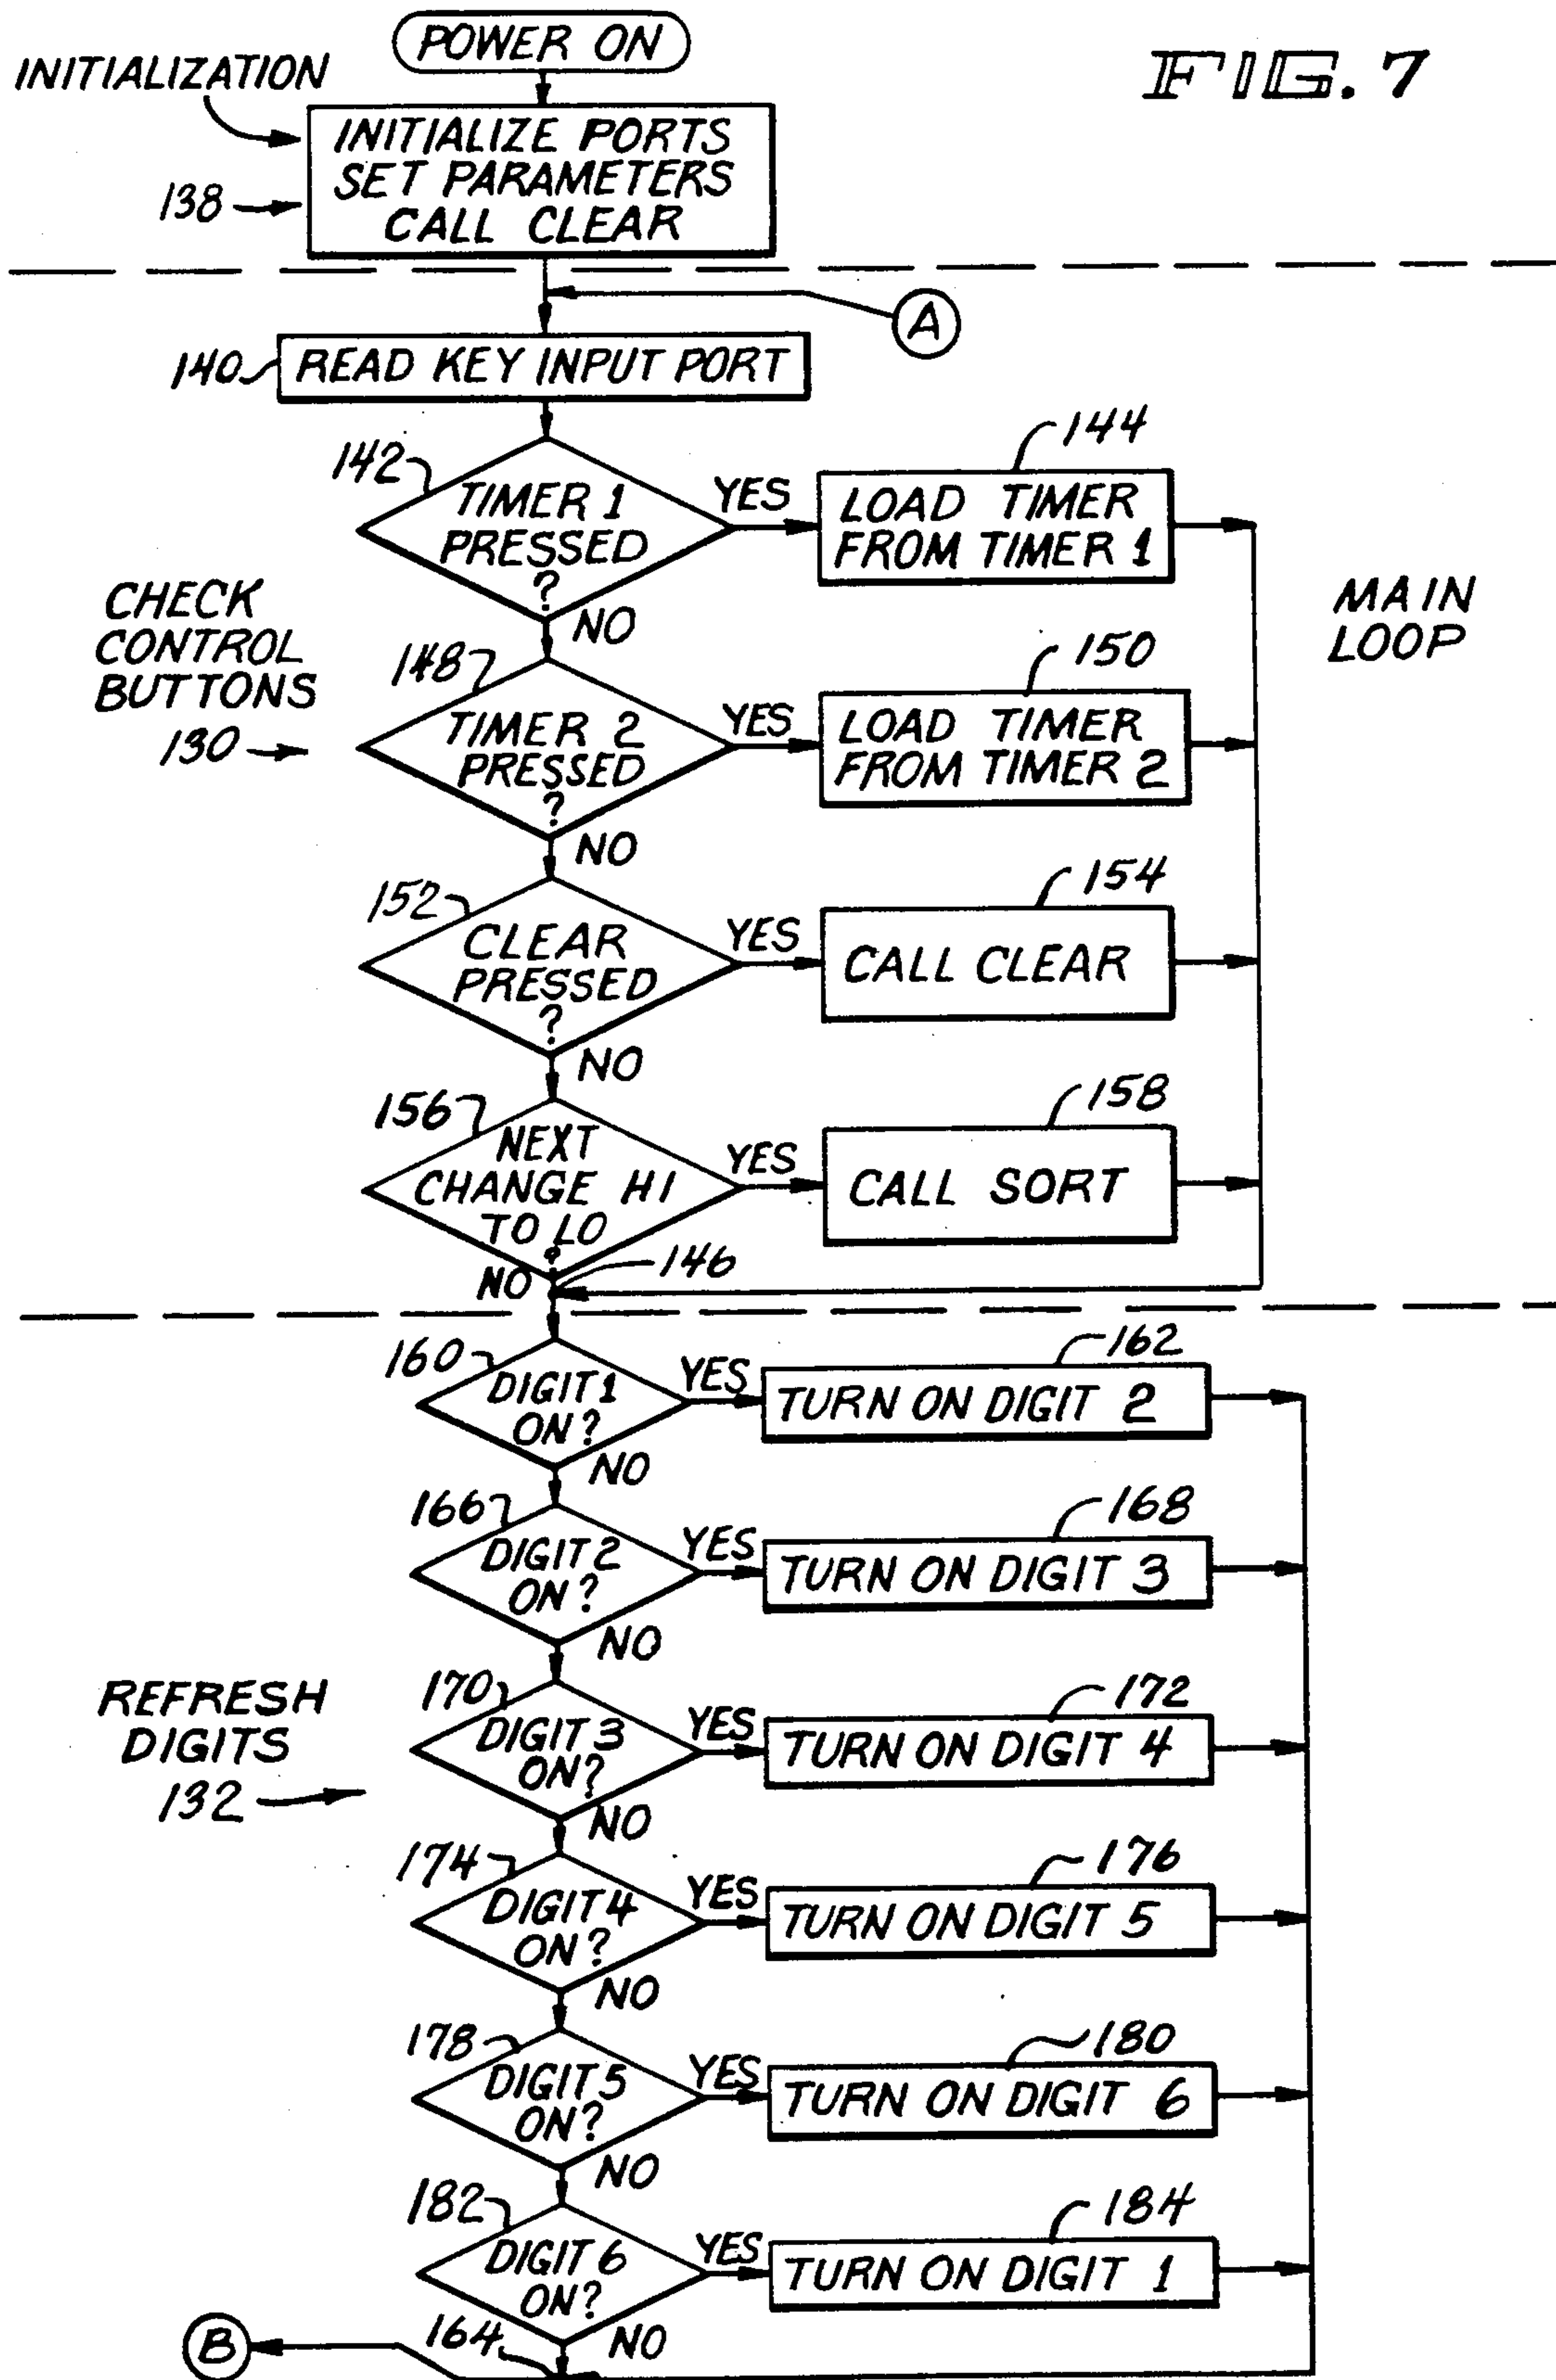 POWER ON
FIG. 7
INITIALIZATION
INITIALIZE PORTS
SET PARAMETERS
CALL CLEAR
138
A
140
READ KEY INPUT PORT
142
TIMER 1
PRESSED
?
YES
144
LOAD TIMER
FROM TIMER 1
NO
CHECK
CONTROL
BUTTONS
130
MAIN
LOOP
148
TIMER 2
PRESSED
?
YES
150
LOAD TIMER
FROM TIMER 2
NO
152
CLEAR
PRESSED
?
YES
154
CALL CLEAR
NO
156
NEXT
CHANGE HI
TO LO
?
YES
158
CALL SORT
NO
146
160
DIGIT 1
ON?
YES
162
TURN ON DIGIT 2
NO
166
DIGIT 2
ON?
YES
168
TURN ON DIGIT 3
NO
REFRESH
DIGITS
132
170
DIGIT 3
ON?
YES
172
TURN ON DIGIT 4
NO
174
DIGIT 4
ON?
YES
176
TURN ON DIGIT 5
NO
178
DIGIT 5
ON?
YES
180
TURN ON DIGIT 6
NO
182
DIGIT 6
ON?
YES
184
TURN ON DIGIT 1
NO
164
B